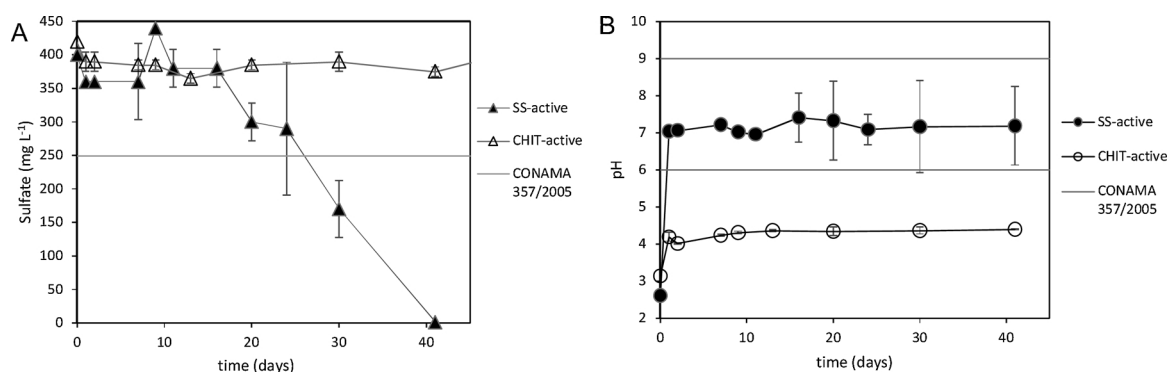 A
450
400
350
300
250
200
150
100
50
0
Sulfate (mg L-1)
0 10 20 30 40
time (days)
SS-active
CHIT-active
CONAMA
357/2005
B
10
9
8
7
6
5
4
3
2
pH
0 10 20 30 40
time (days)
SS-active
CHIT-active
CONAMA
357/2005